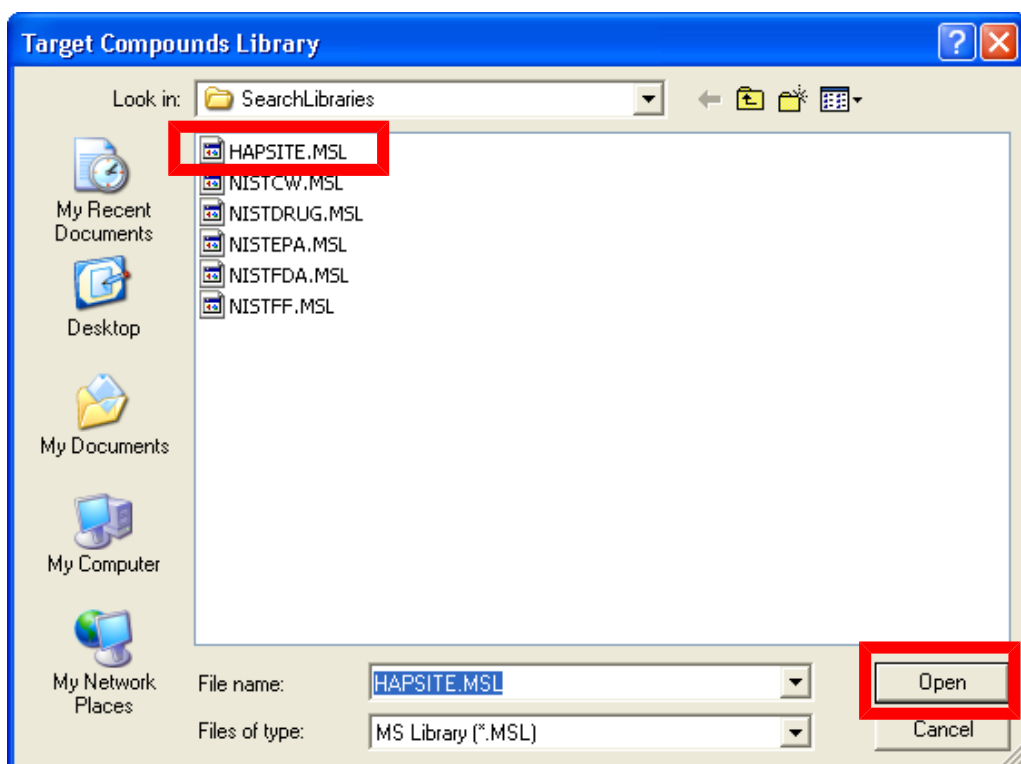 Target Compounds Library
Look in: SearchLibraries
HAPSITE.MSL
NISTCW.MSL
NISTDRUG.MSL
NISTEPA.MSL
NISTFDA.MSL
NISTFF.MSL
My Recent
Documents
Desktop
My Documents
My Computer
My Network
Places
File name: HAPSITE.MSL Open
Files of type: MS Library (*.MSL) Cancel